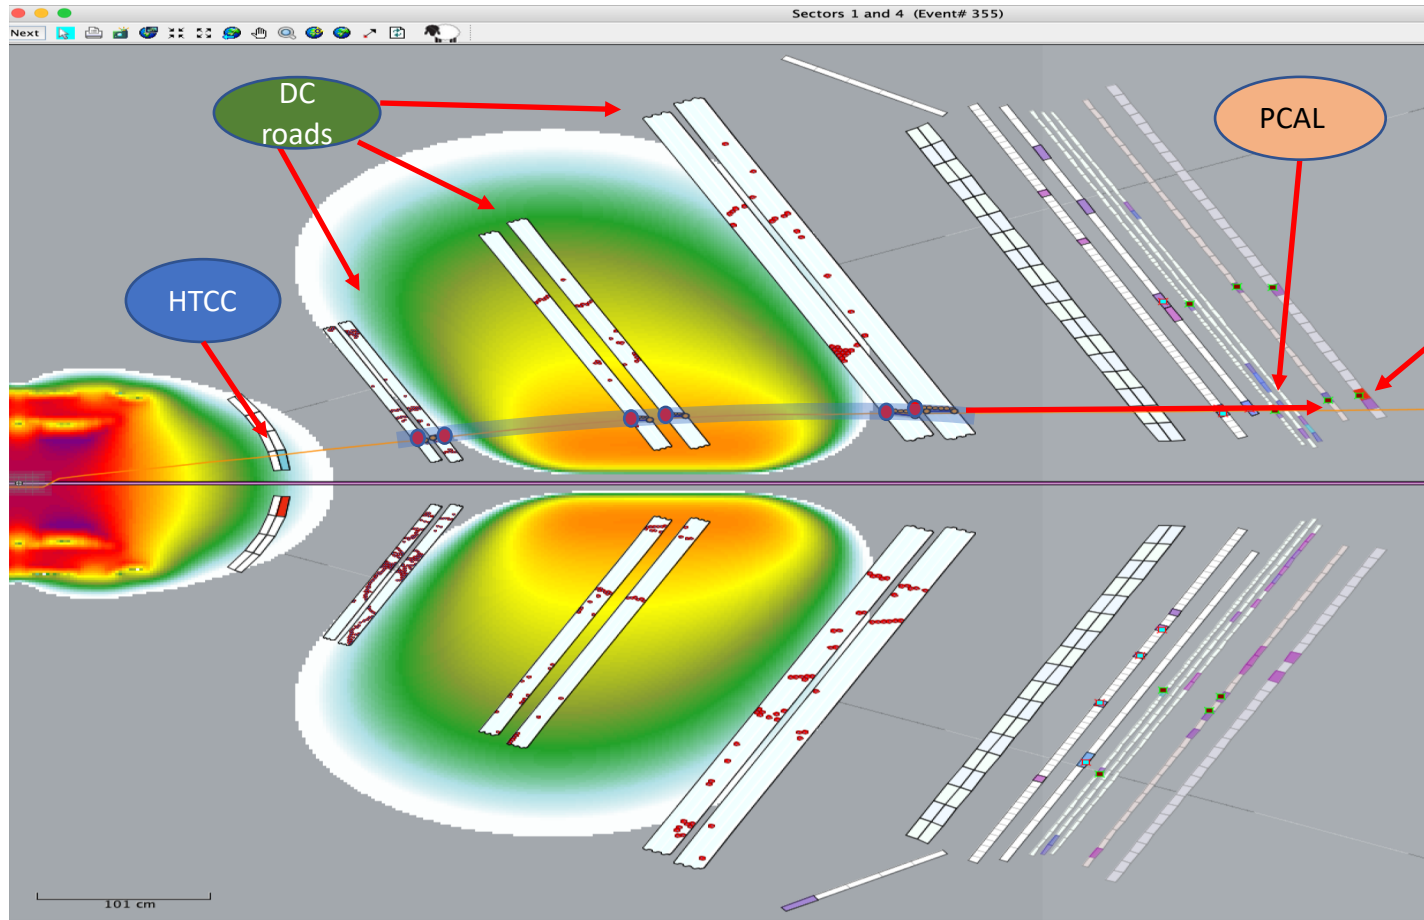 Sectors 1 and 4 (Event# 355)
Next
DC
roads
PCAL
HTCC
101 cm